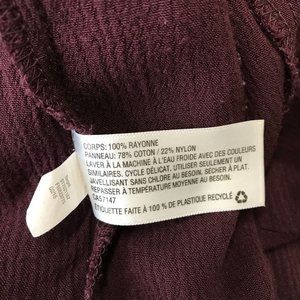 CORPS: 100% RAYONNE
PANNEAU: 78% COTON / 22% NYLON
LAVER À LA MACHINE À L'EAU FROIDE AVEC DES COULEURS
SIMILAIRES. CYCLE DÉLICAT. UTILISER SEULEMENT UN
JAVELLISANT SANS CHLORE AU BESOIN. SÉCHER À PLAT.
REPASSER À TEMPÉRATURE MOYENNE AU BESOIN.
CA57147
ÉTIQUETTE FAITE À 100 % DE PLASTIQUE RECYCLÉ